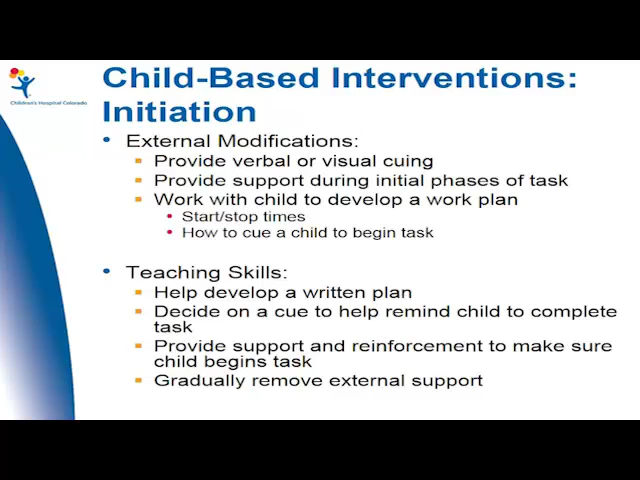 Children's Hospital Colorado
Child-Based Interventions:
Initiation
• External Modifications:
Provide verbal or visual cuing
Provide support during initial phases of task
Work with child to develop a work plan
• Start/stop times
• How to cue a child to begin task
• Teaching Skills:
Help develop a written plan
Decide on a cue to help remind child to complete
task
Provide support and reinforcement to make sure
child begins task
Gradually remove external support